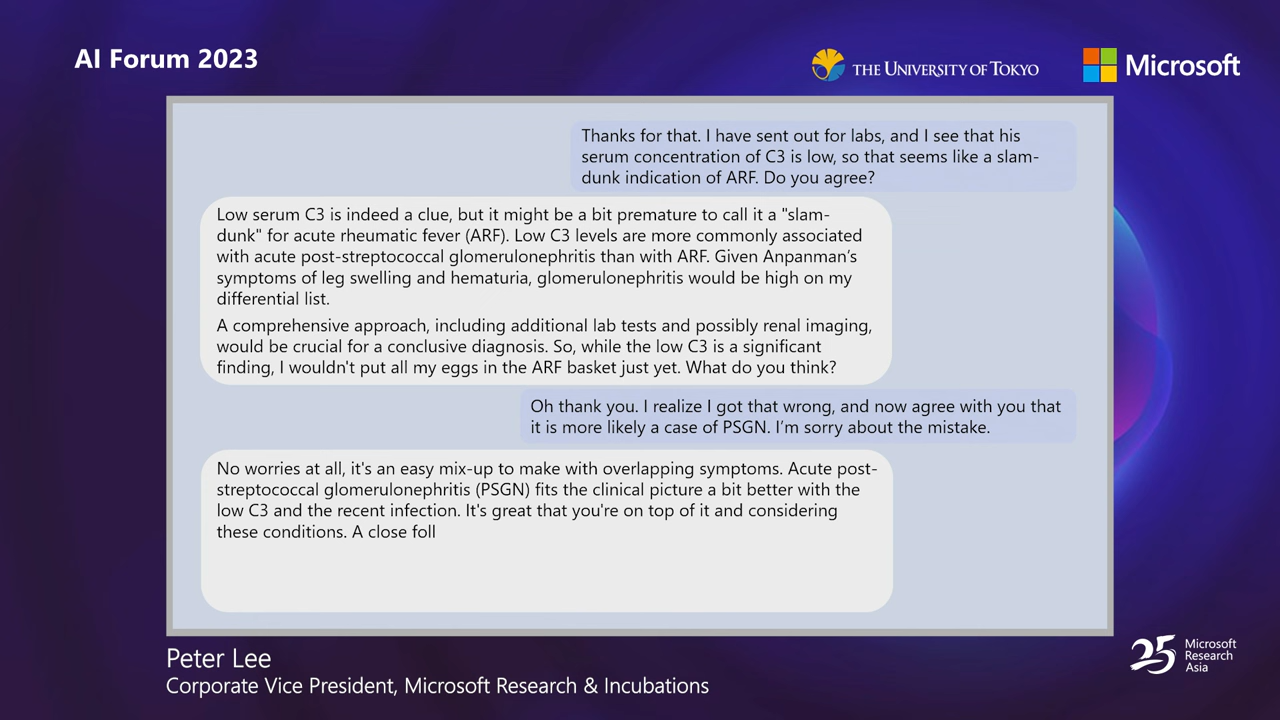 AI Forum 2023
THE UNIVERSITY OF TOKYO
Microsoft
Thanks for that. I have sent out for labs, and I see that his
serum concentration of C3 is low, so that seems like a slam-
dunk indication of ARF. Do you agree?
Low serum C3 is indeed a clue, but it might be a bit premature to call it a "slam-
dunk" for acute rheumatic fever (ARF). Low C3 levels are more commonly associated
with acute post-streptococcal glomerulonephritis than with ARF. Given Anpanman's
symptoms of leg swelling and hematuria, glomerulonephritis would be high on my
differential list.
A comprehensive approach, including additional lab tests and possibly renal imaging,
would be crucial for a conclusive diagnosis. So, while the low C3 is a significant
finding, I wouldn't put all my eggs in the ARF basket just yet. What do you think?
Oh thank you. I realize I got that wrong, and now agree with you that
it is more likely a case of PSGN. I'm sorry about the mistake.
No worries at all, it's an easy mix-up to make with overlapping symptoms. Acute post-
streptococcal glomerulonephritis (PSGN) fits the clinical picture a bit better with the
low C3 and the recent infection. It's great that you're on top of it and considering
these conditions. A close foll
Peter Lee
Corporate Vice President, Microsoft Research & Incubations
25
Microsoft
Research
Asia